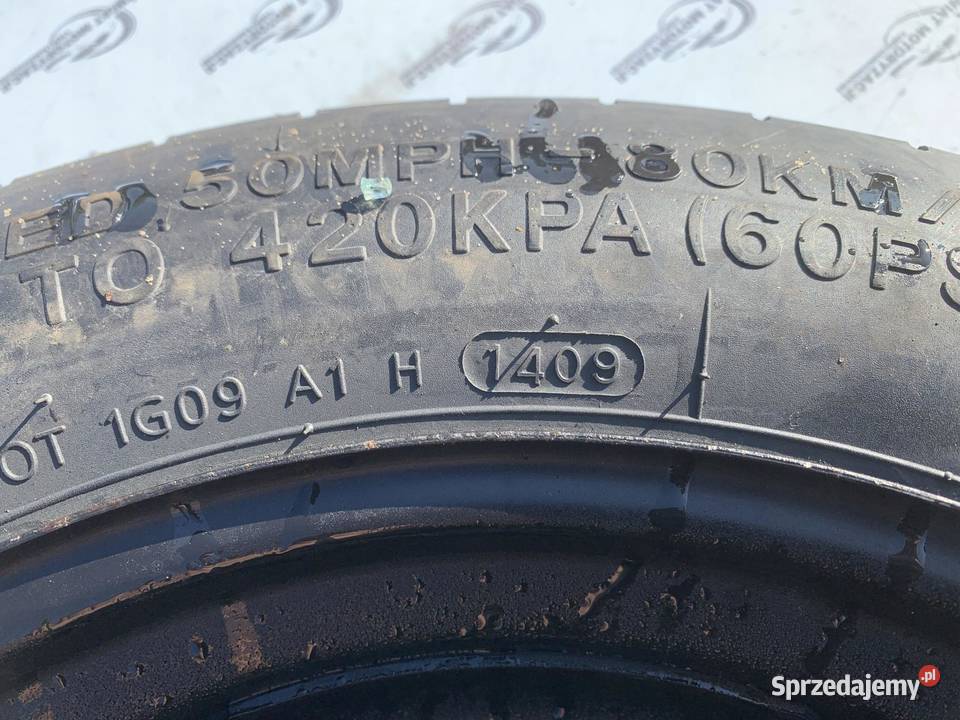 ED. 50MPH-80KM/
TO 420KPA (60PS
OT 1G09 A1 H 1409
Sprzedajemy.pl